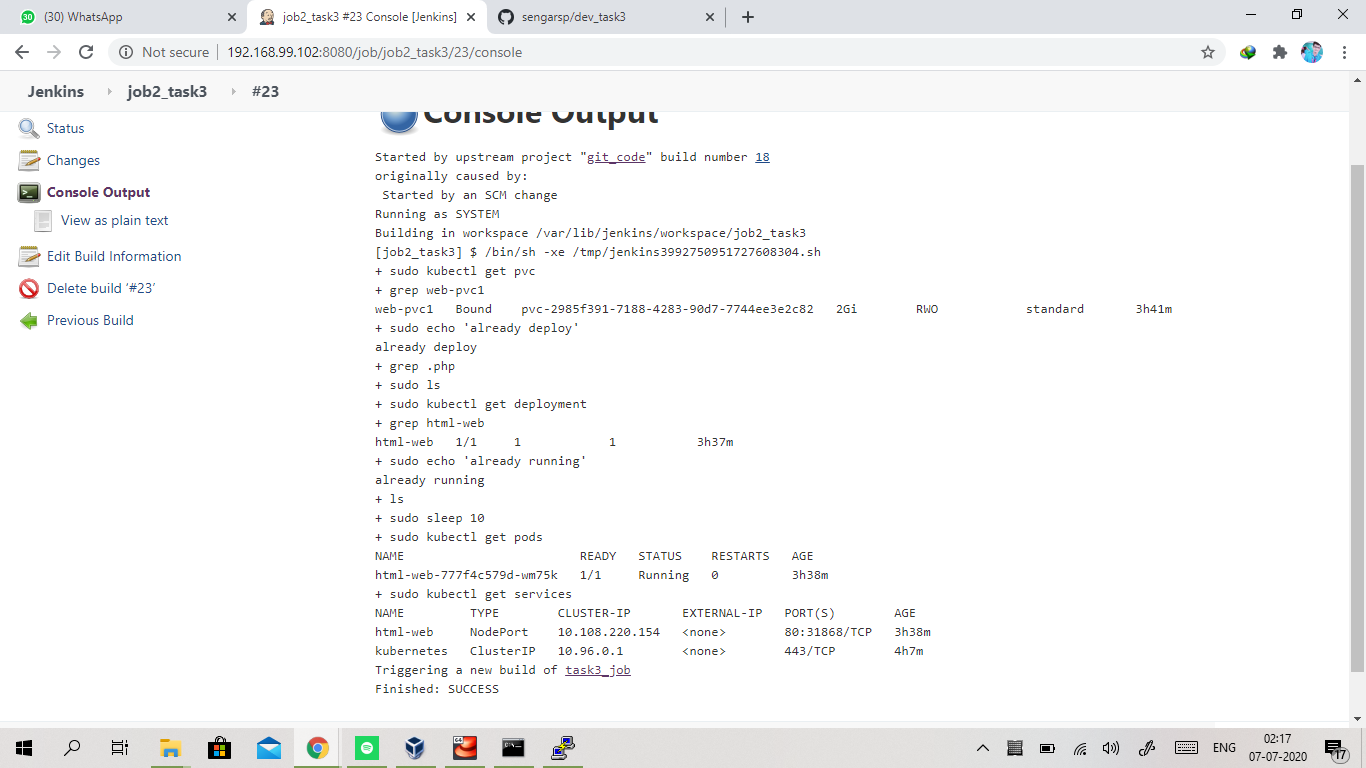 (30) WhatsApp
job2_task3 #23 Console [Jenkins]
sengarsp/dev_task3
Not secure
192.168.99.102:8080/job/job2_task3/23/console
Jenkins
job2_task3
#23
Status
Changes
Console Output
View as plain text
Edit Build Information
Delete build ‘#23’
Previous Build
Console Output
Started by upstream project "git_code" build number 18
originally caused by:
Started by an SCM change
Running as SYSTEM
Building in workspace /var/lib/jenkins/workspace/job2_task3
[job2_task3] $ /bin/sh -xe /tmp/jenkins3992750951727608304.sh
+ sudo kubectl get pvc
+ grep web-pvc1
web-pvc1 Bound pvc-2985f391-7188-4283-90d7-7744ee3e2c82 2Gi RWO standard 3h41m
+ sudo echo 'already deploy'
already deploy
+ grep .php
+ sudo ls
+ sudo kubectl get deployment
+ grep html-web
html-web 1/1 1 1 3h37m
+ sudo echo 'already running'
already running
+ ls
+ sudo sleep 10
+ sudo kubectl get pods
NAME READY STATUS RESTARTS AGE
html-web-777f4c579d-wm75k 1/1 Running 0 3h38m
+ sudo kubectl get services
NAME TYPE CLUSTER-IP EXTERNAL-IP PORT(S) AGE
html-web NodePort 10.108.220.154 <none> 80:31868/TCP 3h38m
kubernetes ClusterIP 10.96.0.1 <none> 443/TCP 4h7m
Triggering a new build of task3_job
Finished: SUCCESS
ENG
02:17
07-07-2020
17